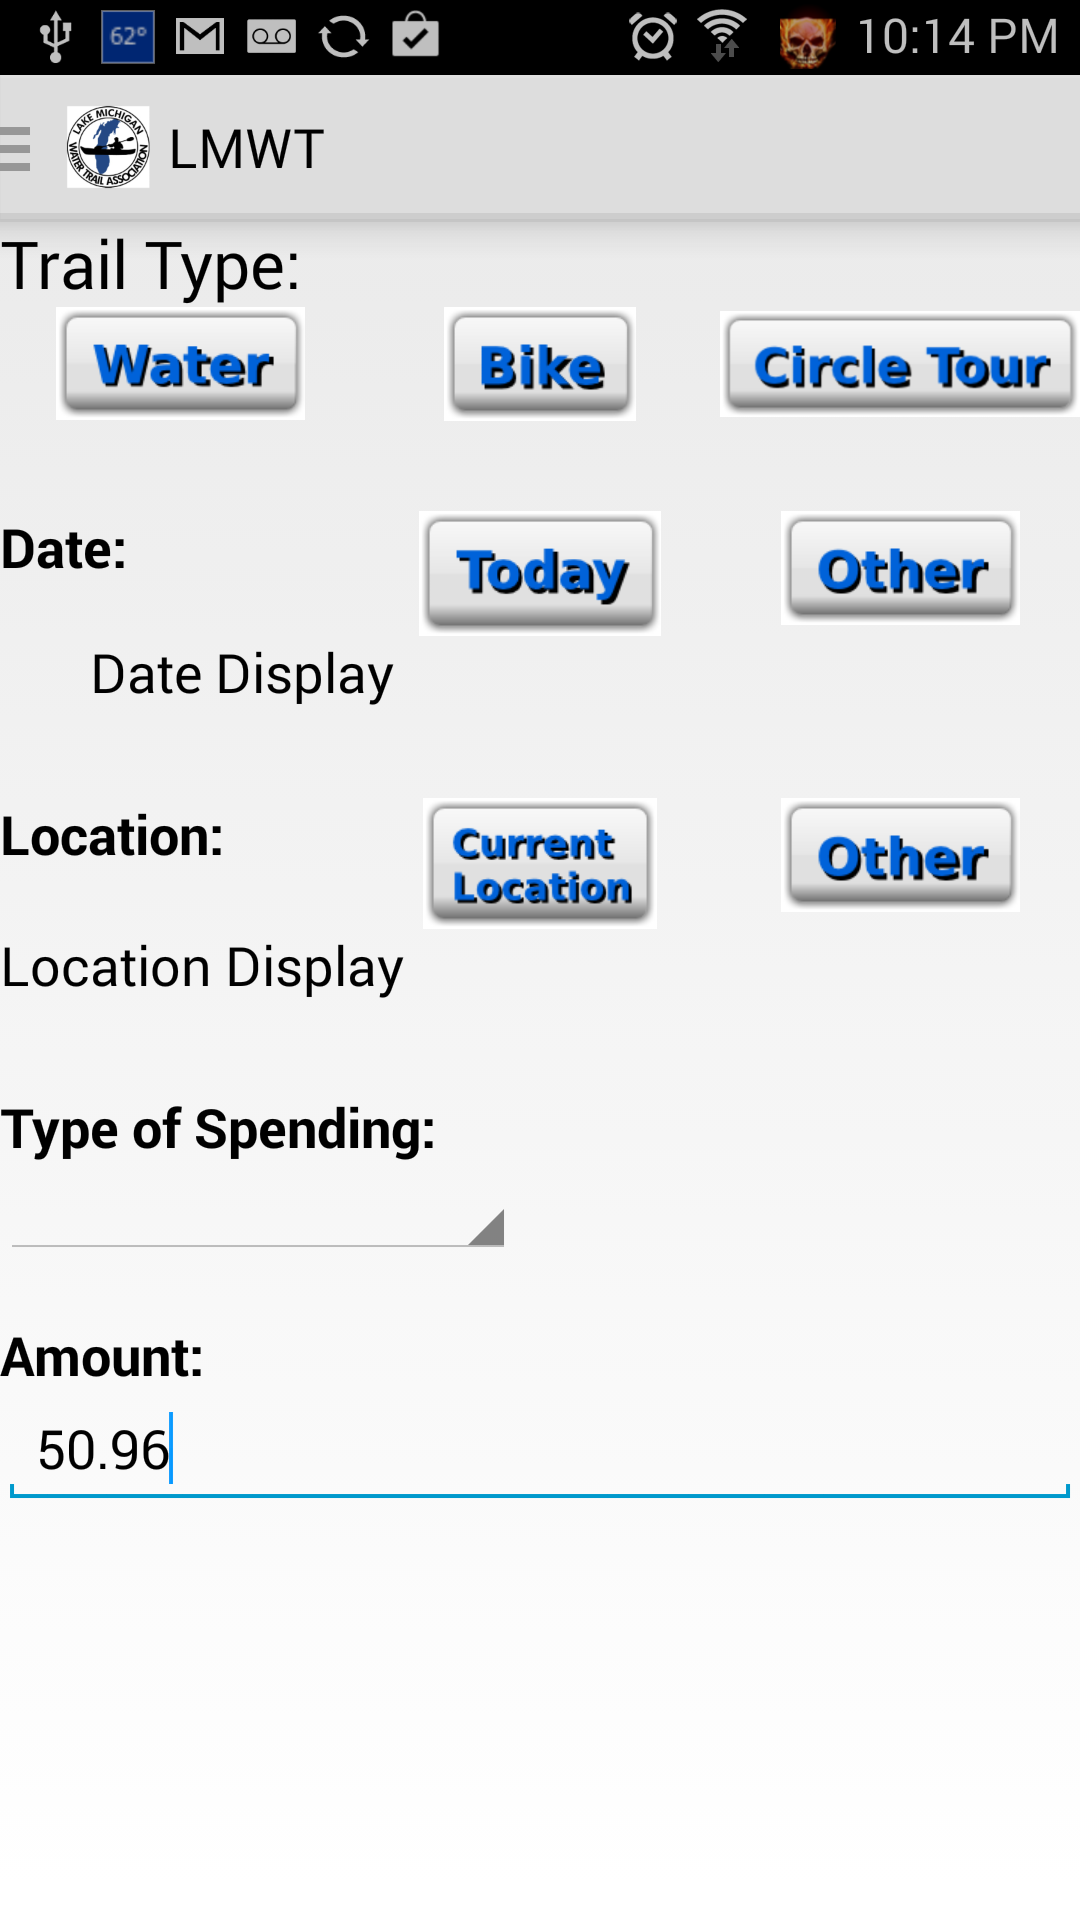 62° 10:14 PM
LAKE MICHIGAN
WATER TRAIL ASSOCIATION
LMWT
Trail Type:
Water Bike Circle Tour
Date: Today Other
Date Display
Location: Current Location Other
Location Display
Type of Spending:
Amount:
50.96